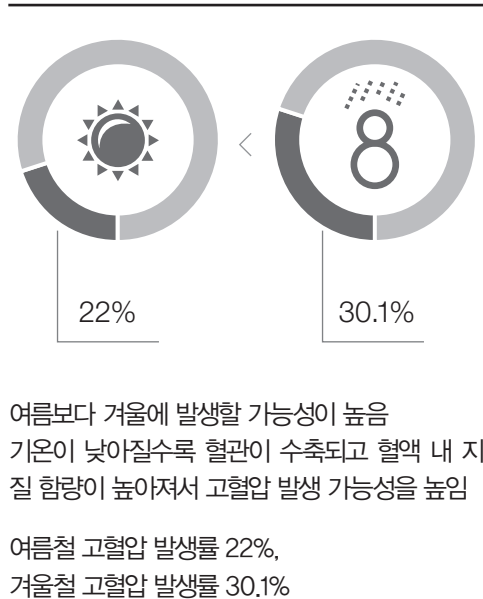 <
22%
30.1%
여름보다 겨울에 발생할 가능성이 높음
기온이 낮아질수록 혈관이 수축되고 혈액 내 지
질 함량이 높아져서 고혈압 발생 가능성을 높임
여름철 고혈압 발생률 22%,
겨울철 고혈압 발생률 30.1%